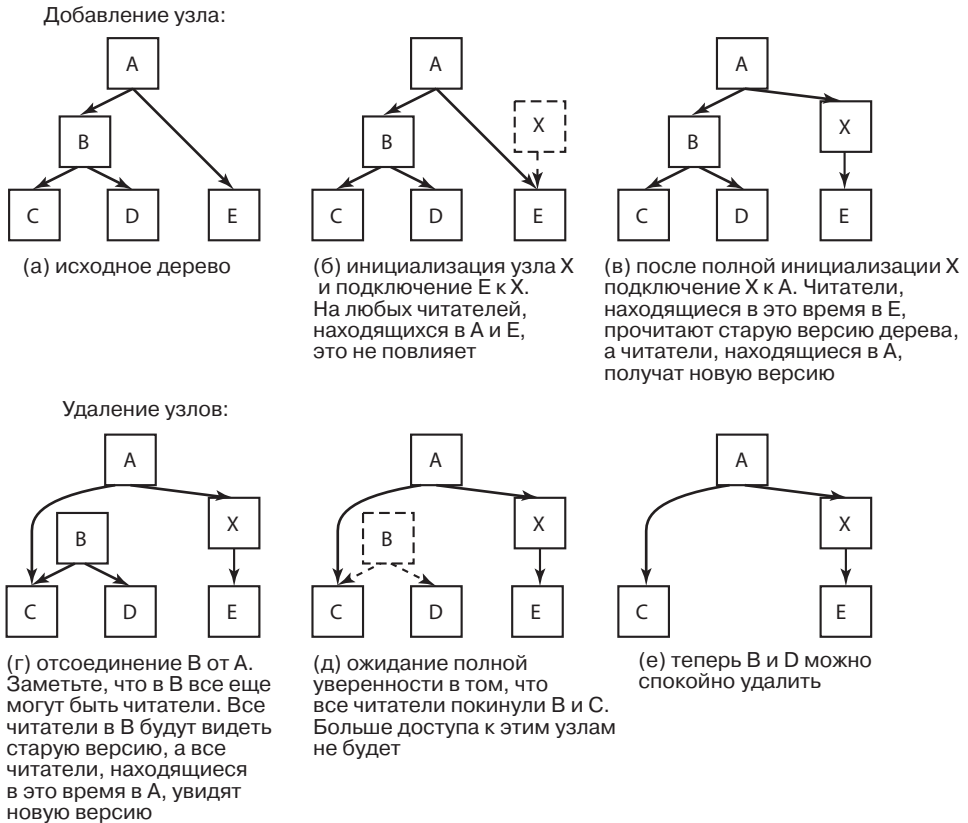 Добавление узла:
A
B
C
D
E
(а) исходное дерево
A
B
X
C
D
E
(б) инициализация узла X
и подключение E к X.
На любых читателей,
находящихся в A и E,
это не повлияет
A
B
X
C
D
E
(в) после полной инициализации X
подключение X к A. Читатели,
находящиеся в это время в E,
прочитают старую версию дерева,
а читатели, находящиеся в A,
получат новую версию
Удаление узлов:
A
B
X
C
D
E
(г) отсоединение B от A.
Заметьте, что в B все еще
могут быть читатели. Все
читатели в B будут видеть
старую версию, а все
читатели, находящиеся
в это время в A, увидят
новую версию
A
B
X
C
D
E
(д) ожидание полной
уверенности в том, что
все читатели покинули B и C.
Больше доступа к этим узлам
не будет
A
X
C
E
(е) теперь B и D можно
спокойно удалить